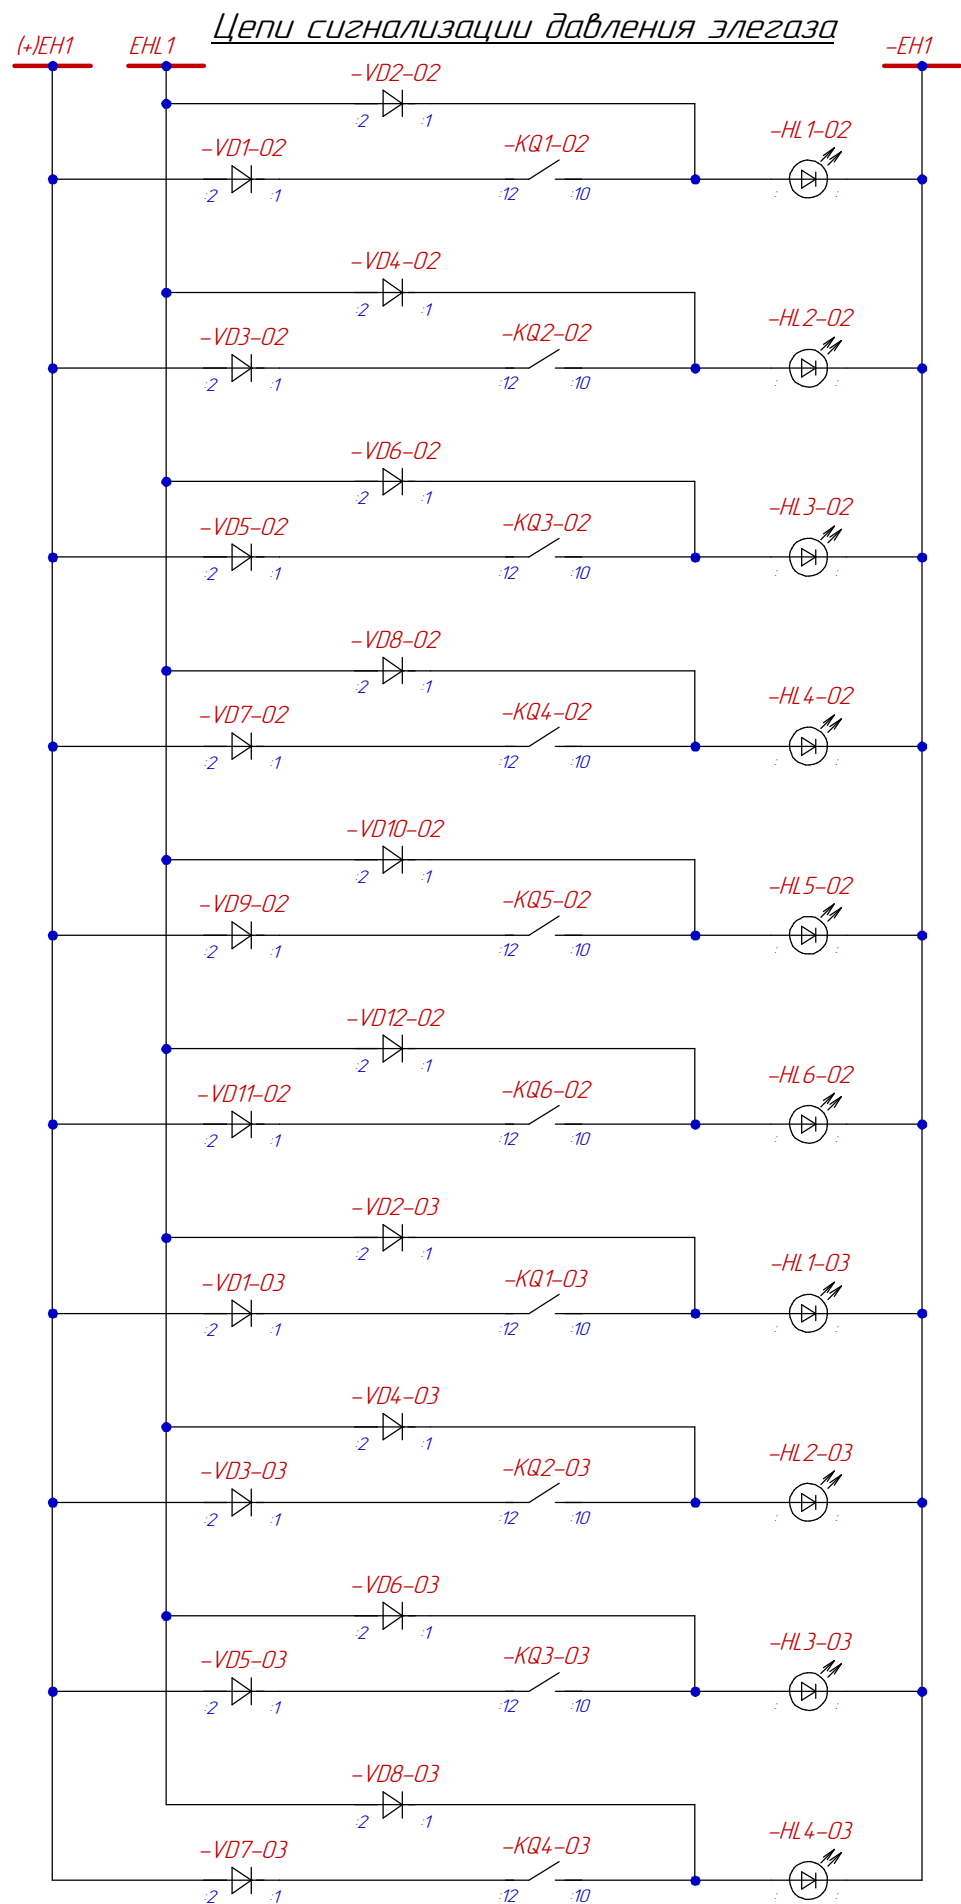 Цепи сигнализации давления элегаза
(+)EH1 EHL1 -EH1
-VD2-02
:2 :1
-VD1-02 -KQ1-02 -HL1-02
:2 :1 :12 :10 : :
-VD4-02
:2 :1
-VD3-02 -KQ2-02 -HL2-02
:2 :1 :12 :10 : :
-VD6-02
:2 :1
-VD5-02 -KQ3-02 -HL3-02
:2 :1 :12 :10 : :
-VD8-02
:2 :1
-VD7-02 -KQ4-02 -HL4-02
:2 :1 :12 :10 : :
-VD10-02
:2 :1
-VD9-02 -KQ5-02 -HL5-02
:2 :1 :12 :10 : :
-VD12-02
:2 :1
-VD11-02 -KQ6-02 -HL6-02
:2 :1 :12 :10 : :
-VD2-03
:2 :1
-VD1-03 -KQ1-03 -HL1-03
:2 :1 :12 :10 : :
-VD4-03
:2 :1
-VD3-03 -KQ2-03 -HL2-03
:2 :1 :12 :10 : :
-VD6-03
:2 :1
-VD5-03 -KQ3-03 -HL3-03
:2 :1 :12 :10 : :
-VD8-03
:2 :1
-VD7-03 -KQ4-03 -HL4-03
:2 :1 :12 :10 : :